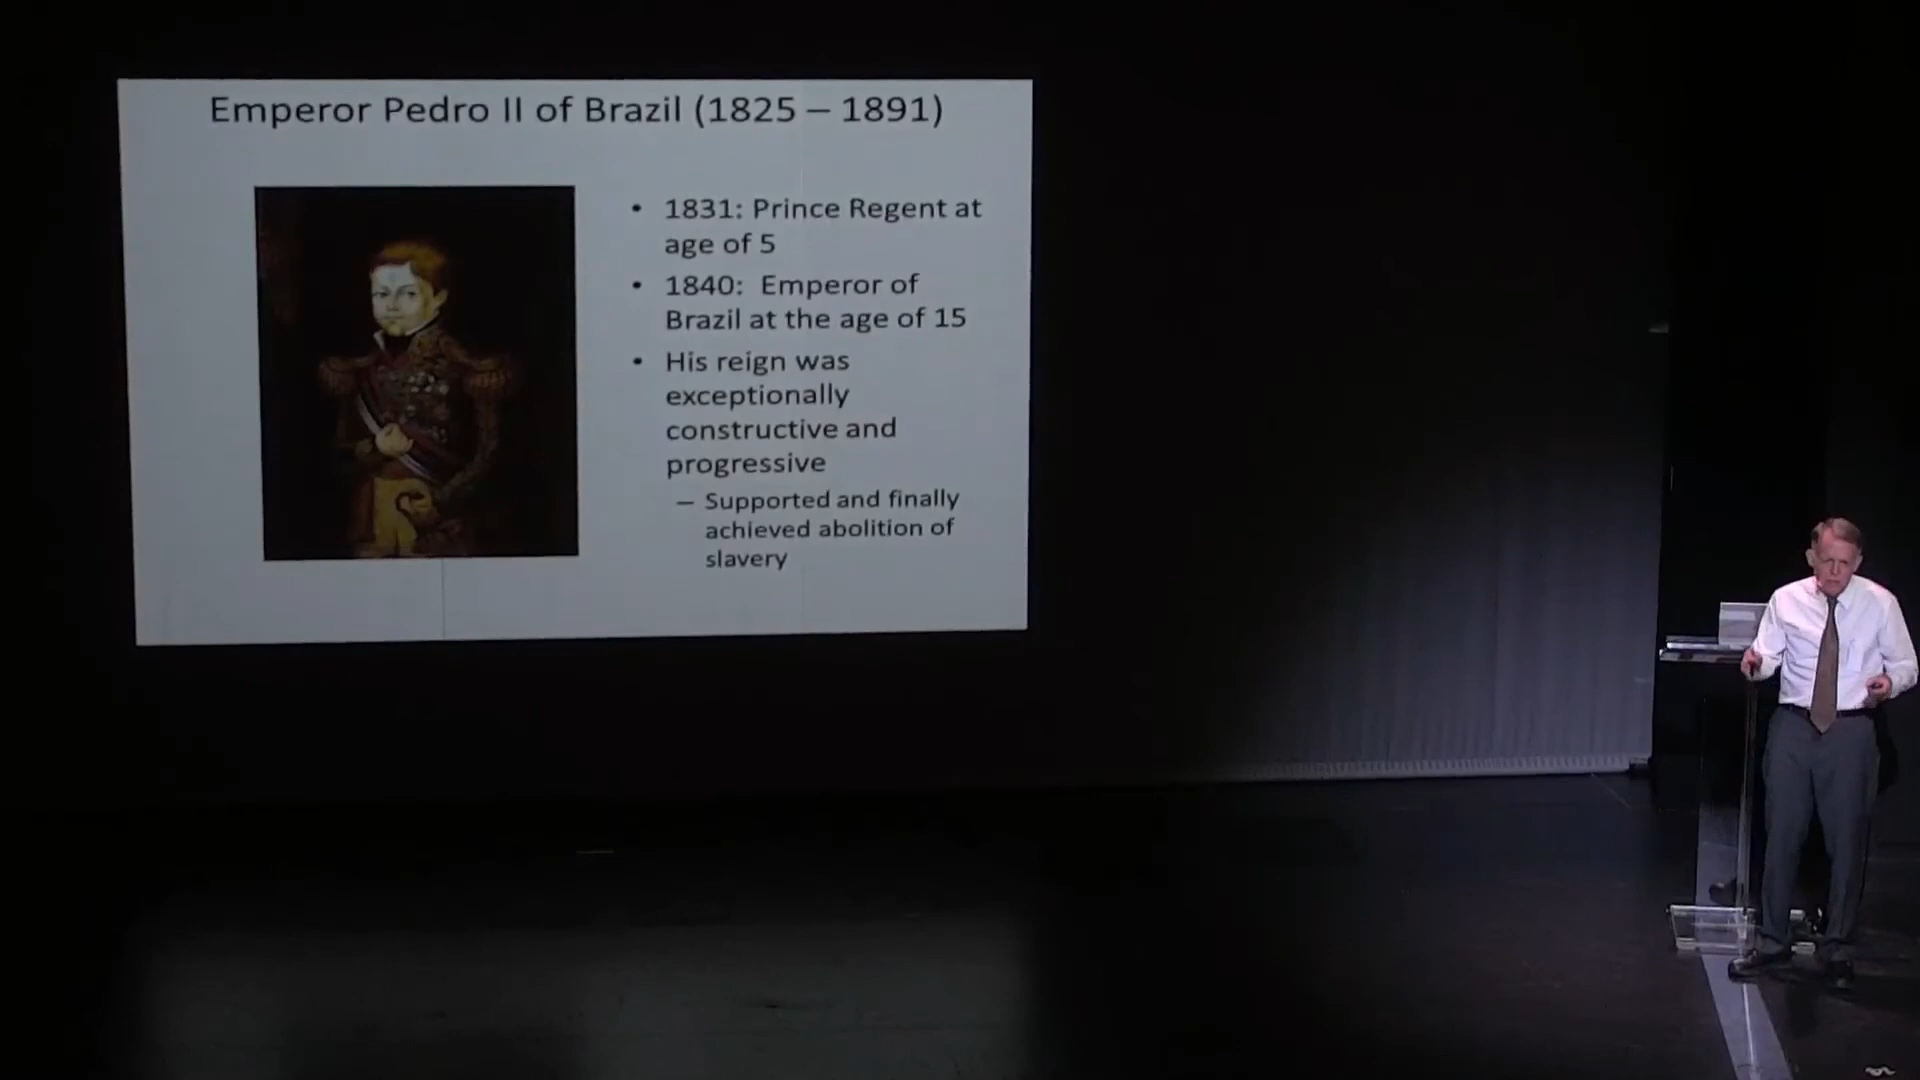 Emperor Pedro II of Brazil (1825 – 1891)
• 1831: Prince Regent at
age of 5
• 1840: Emperor of
Brazil at the age of 15
• His reign was
exceptionally
constructive and
progressive
– Supported and finally
achieved abolition of
slavery